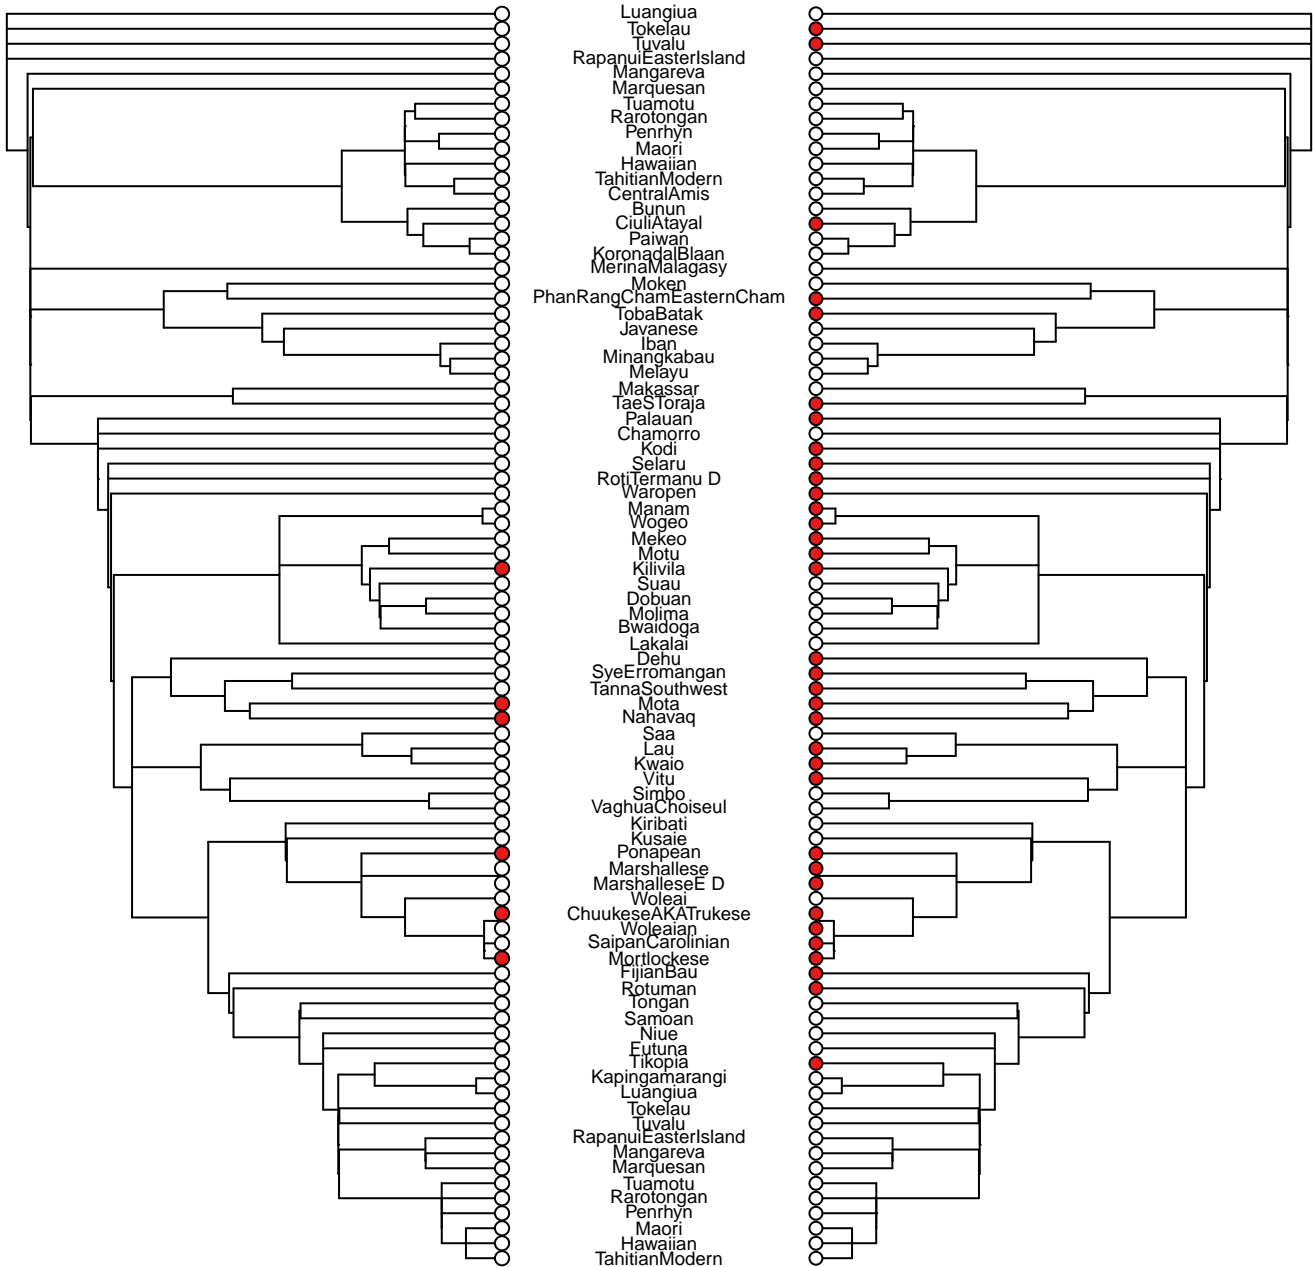 Luangiua
Tokelau
Tuvalu
RapanuiEasterIsland
Mangareva
Marquesan
Tuamotu
Rarotongan
Penrhyn
Maori
Hawaiian
TahitianModern
CentralAmis
Bunun
CiuliAtayal
Paiwan
KoronadalBlaan
MerinaMalagasy
Moken
PhanRangChamEasternCham
TobaBatak
Javanese
Iban
Minangkabau
Melayu
Makassar
TaeSToraja
Palauan
Chamorro
Kodi
Selaru
RotiTermanu D
Waropen
Manam
Wogeo
Mekeo
Motu
Kilivila
Suau
Dobuan
Molima
Bwaidoga
Lakalai
Dehu
SyeErromangan
TannaSouthwest
Mota
Nahavaq
Saa
Lau
Kwaio
Vitu
Simbo
VaghuaChoiseul
Kiribati
Kusaie
Ponapean
Marshallese
MarshalleseE D
Woleai
ChuukeseAKATrukese
Woleaian
SaipanCarolinian
Mortlockese
FijianBau
Rotuman
Tongan
Samoan
Niue
Futuna
Tikopia
Kapingamarangi
Luangiua
Tokelau
Tuvalu
RapanuiEasterIsland
Mangareva
Marquesan
Tuamotu
Rarotongan
Penrhyn
Maori
Hawaiian
TahitianModern